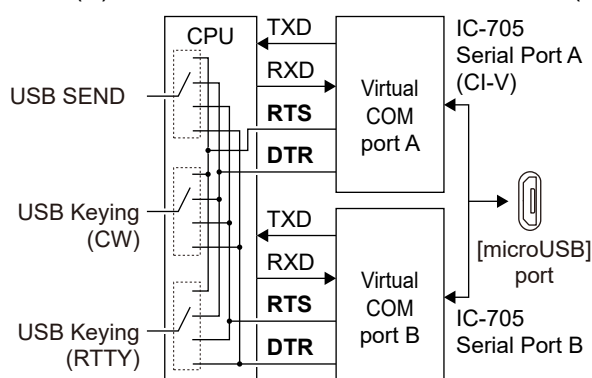 CPU
TXD
RXD
RTS
DTR
Virtual
COM
port A
IC-705
Serial Port A
(CI-V)
USB SEND
USB Keying
(CW)
USB Keying
(RTTY)
TXD
RXD
RTS
DTR
Virtual
COM
port B
[microUSB]
port
IC-705
Serial Port B